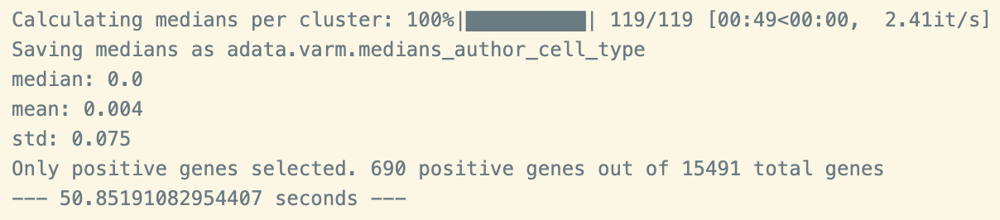 Calculating medians per cluster: 100%|██████████| 119/119 [00:49<00:00,  2.41it/s]
Saving medians as adata.varm.medians_author_cell_type
median: 0.0
mean: 0.004
std: 0.075
Only positive genes selected. 690 positive genes out of 15491 total genes
--- 50.85191082954407 seconds ---